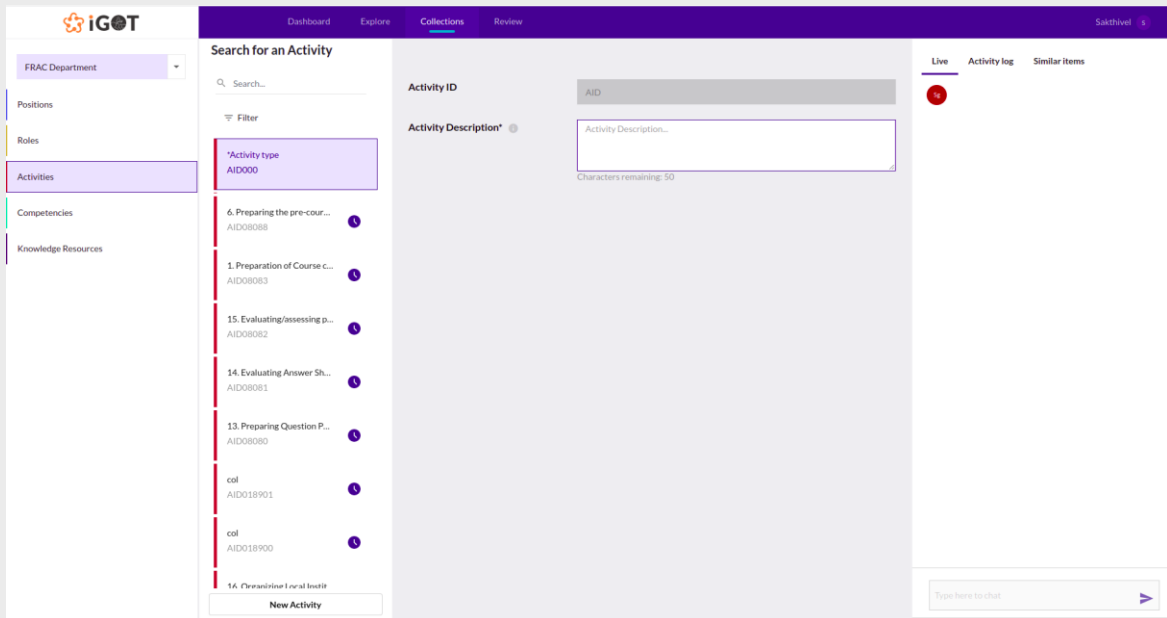 iGOT
Dashboard
Explore
Collections
Review
Sakthivel
S
FRAC Department
Positions
Roles
Activities
Competencies
Knowledge Resources
Search for an Activity
Search...
Filter
*Activity type
AID000
6. Preparing the pre-cour...
AID08088
1. Preparation of Course c...
AID08083
15. Evaluating/assessing p...
AID08082
14. Evaluating Answer Sh...
AID08081
13. Preparing Question P...
AID08080
col
AID018901
col
AID018900
16. Organizing Local Instit
New Activity
Activity ID
AID
Activity Description*
Activity Description...
Characters remaining: 50
Live
Activity log
Similar items
Sg
Type here to chat